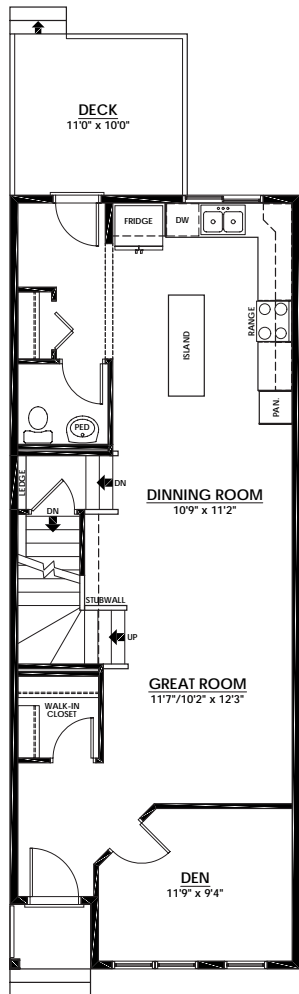 DECK
11'0" x 10'0"
FRIDGE
DW
RANGE
ISLAND
PAN.
PED
LEDGE
DN
DN
DINNING ROOM
10'9" x 11'2"
STUBWALL
UP
GREAT ROOM
11'7"/10'2" x 12'3"
WALK-IN
CLOSET
DEN
11'9" x 9'4"